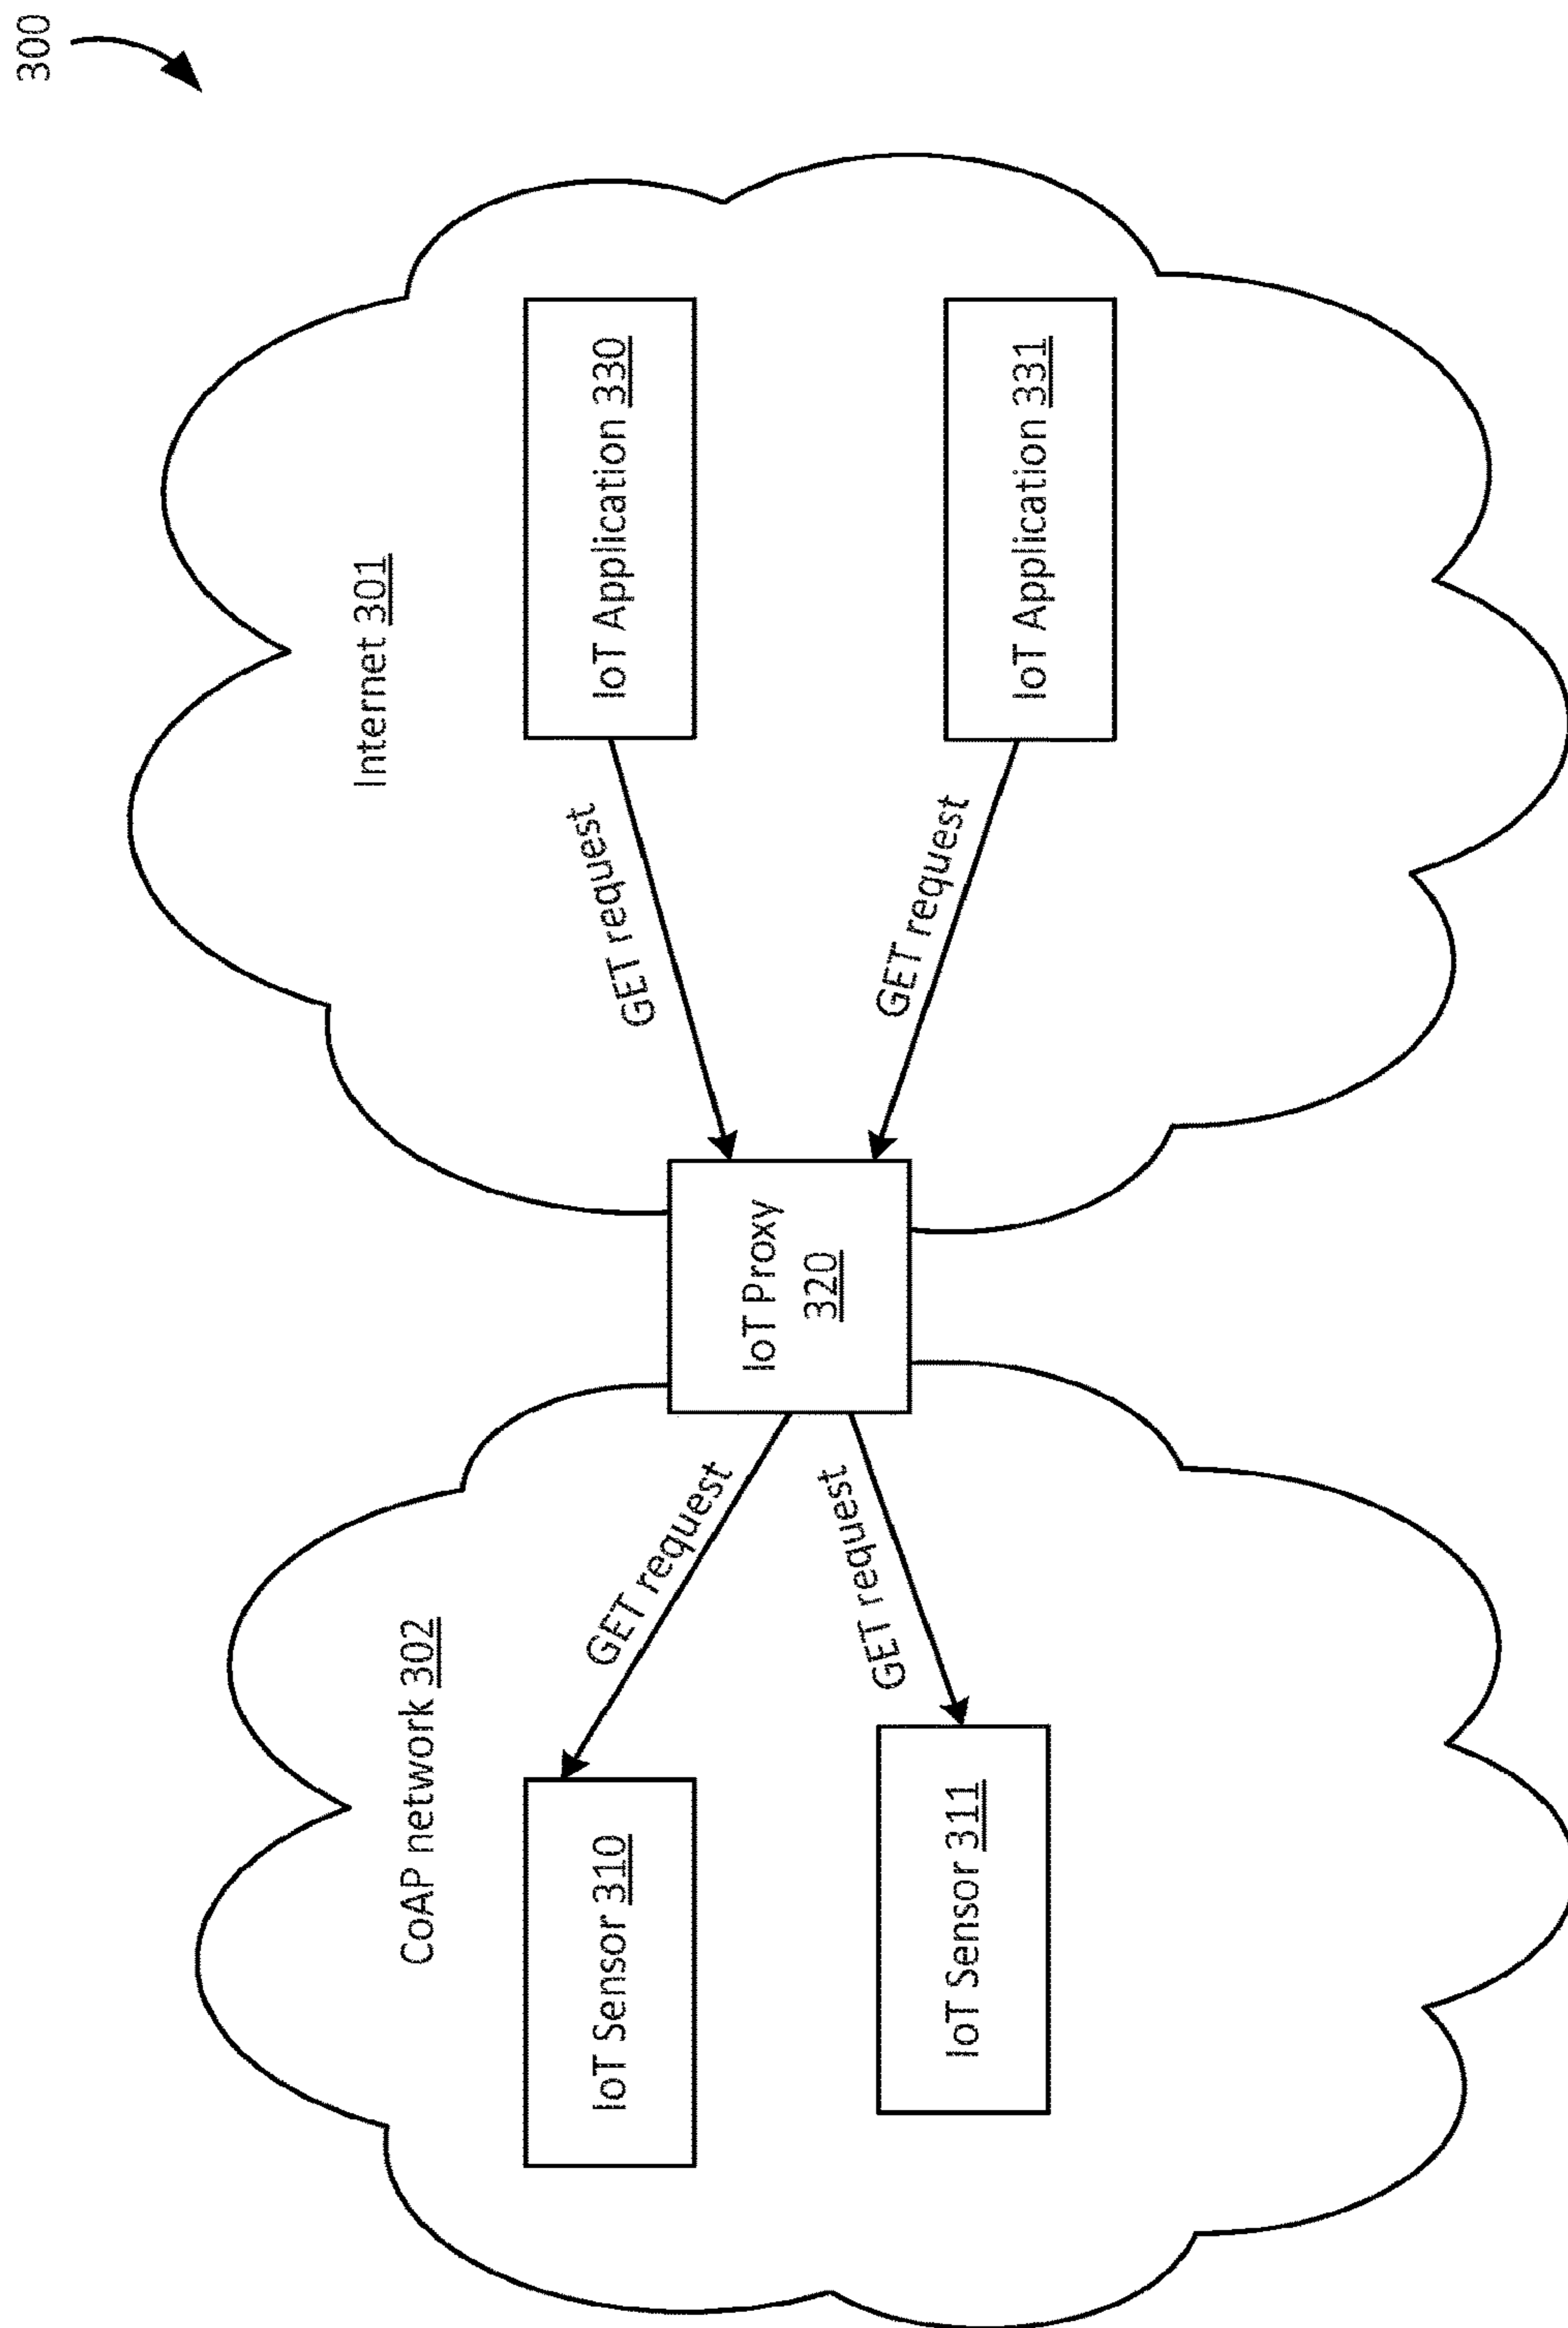 300
CoAP network 302
Internet 301
IoT Sensor 310
GET request
GET request
IoT Application 330
IoT Proxy
320
IoT Sensor 311
GET request
GET request
IoT Application 331